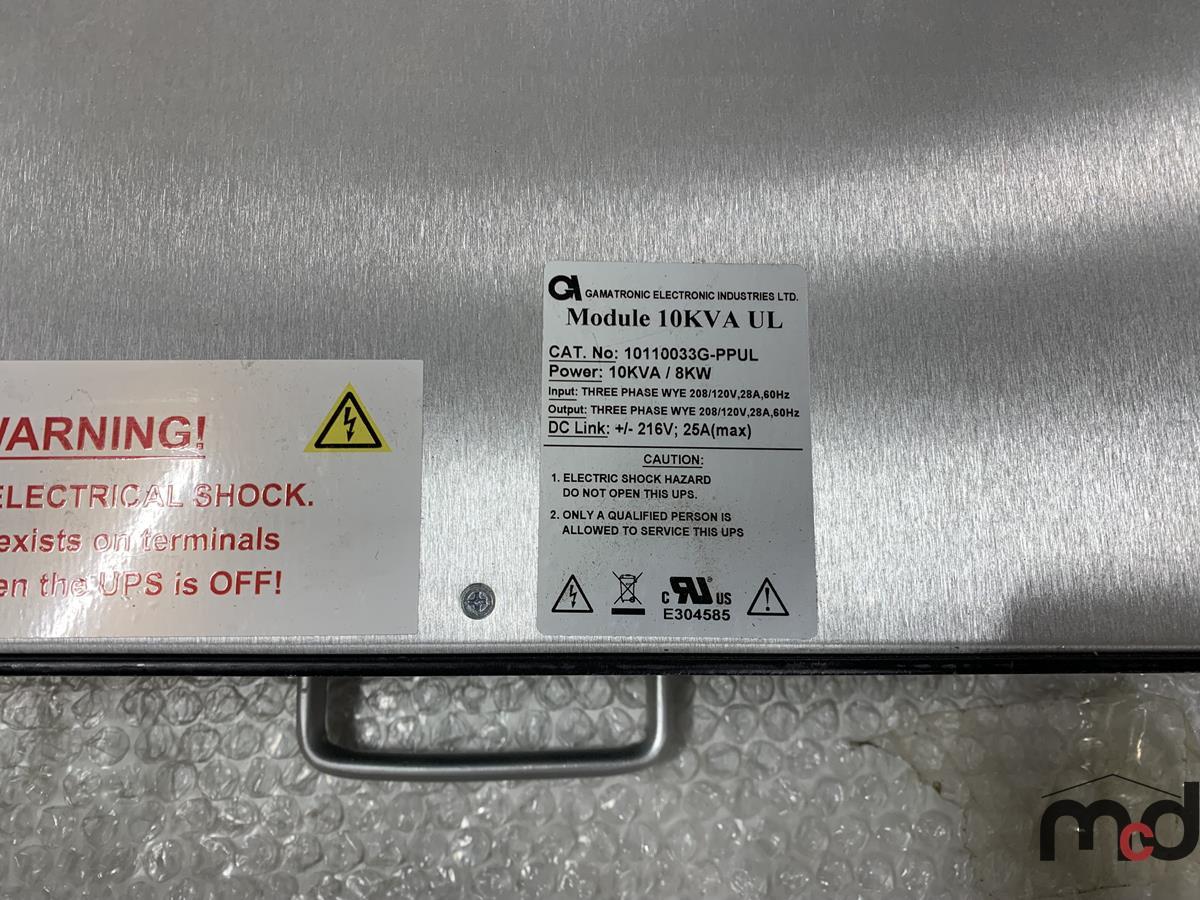 GAMATRONIC ELECTRONIC INDUSTRIES LTD.
Module 10KVA UL
CAT. No: 10110033G-PPUL
Power: 10KVA / 8KW
Input: THREE PHASE WYE 208/120V,28A,60Hz
Output: THREE PHASE WYE 208/120V,28A,60Hz
DC Link: +/- 216V; 25A(max)
CAUTION:
1. ELECTRIC SHOCK HAZARD
DO NOT OPEN THIS UPS.
2. ONLY A QUALIFIED PERSON IS
ALLOWED TO SERVICE THIS UPS
C RU® US
E304585
WARNING!
ELECTRICAL SHOCK.
exists on terminals
en the UPS is OFF!
mcd